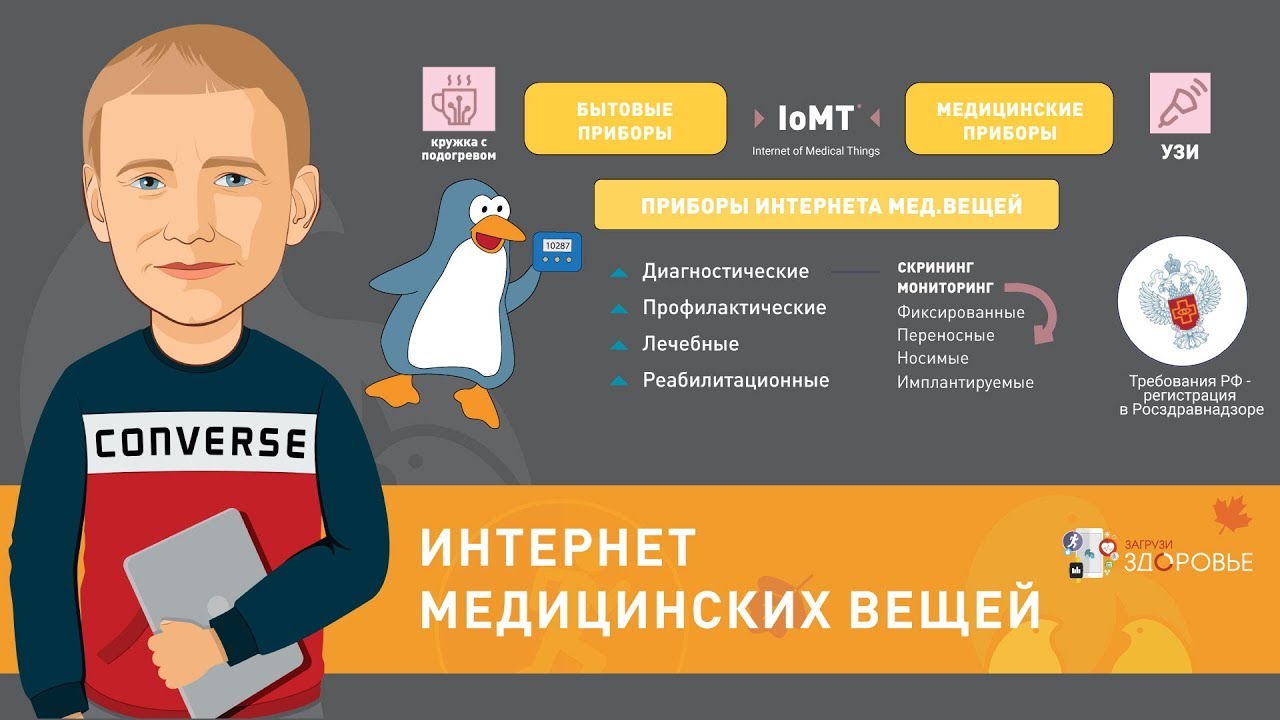 кружка с
подогревом
БЫТОВЫЕ
ПРИБОРЫ
IoMT*
Internet of Medical Things
МЕДИЦИНСКИЕ
ПРИБОРЫ
УЗИ
ПРИБОРЫ ИНТЕРНЕТА МЕД.ВЕЩЕЙ
10287
Диагностические
Профилактические
Лечебные
Реабилитационные
СКРИНИНГ
МОНИТОРИНГ
Фиксированные
Переносные
Носимые
Имплантируемые
Требования РФ -
регистрация
в Росздравнадзоре
CONVERSE
ИНТЕРНЕТ
МЕДИЦИНСКИХ ВЕЩЕЙ
ЗАГРУЗИ
ЗДОРОВЬЕ